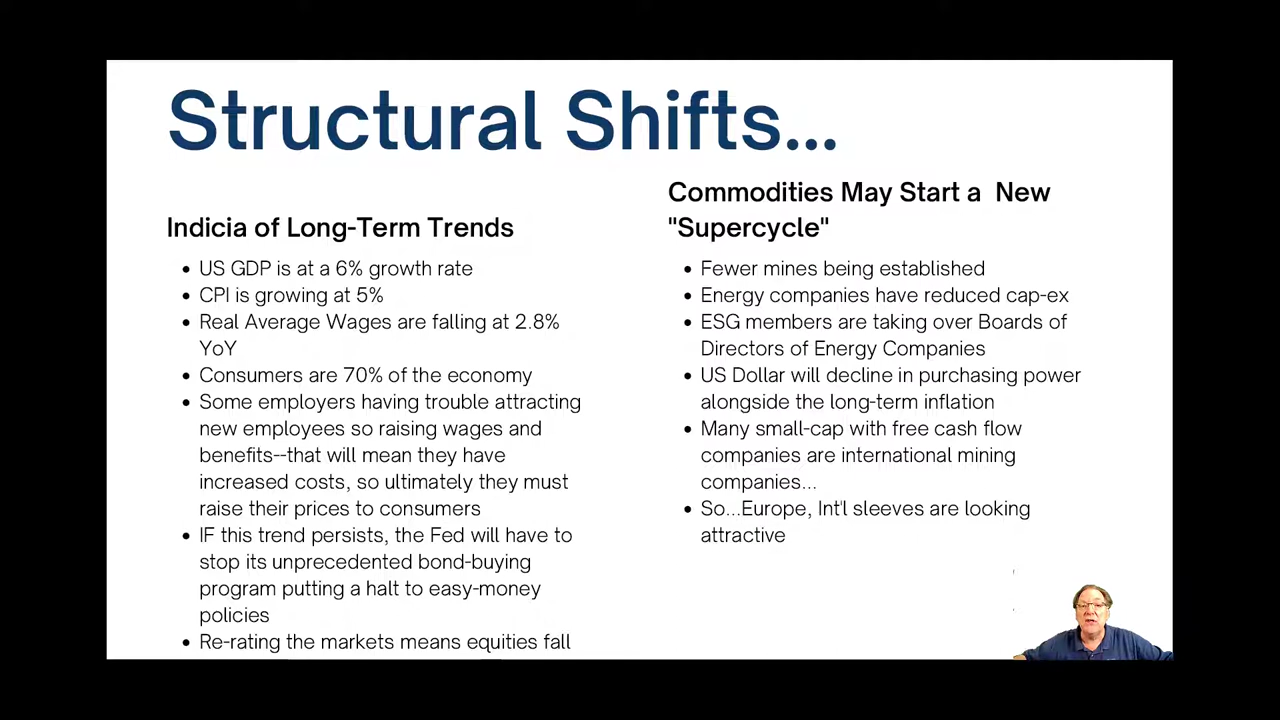 Structural Shifts...
Indicia of Long-Term Trends
US GDP is at a 6% growth rate
CPI is growing at 5%
Real Average Wages are falling at 2.8%
YoY
Consumers are 70% of the economy
Some employers having trouble attracting
new employees so raising wages and
benefits--that will mean they have
increased costs, so ultimately they must
raise their prices to consumers
IF this trend persists, the Fed will have to
stop its unprecedented bond-buying
program putting a halt to easy-money
policies
Re-rating the markets means equities fall
Commodities May Start a  New
"Supercycle"
Fewer mines being established
Energy companies have reduced cap-ex
ESG members are taking over Boards of
Directors of Energy Companies
US Dollar will decline in purchasing power
alongside the long-term inflation
Many small-cap with free cash flow
companies are international mining
companies...
So...Europe, Int'l sleeves are looking
attractive